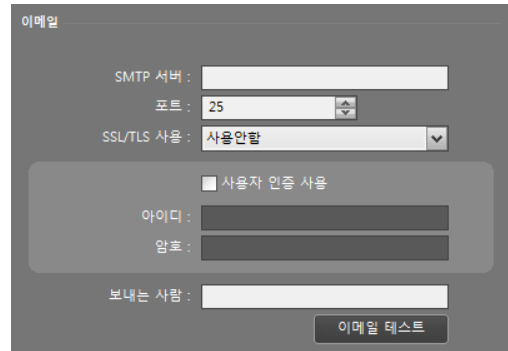 이메일
SMTP 서버 :
포트 : 25
SSL/TLS 사용 : 사용안함
사용자 인증 사용
아이디 :
암호 :
보내는 사람 :
이메일 테스트